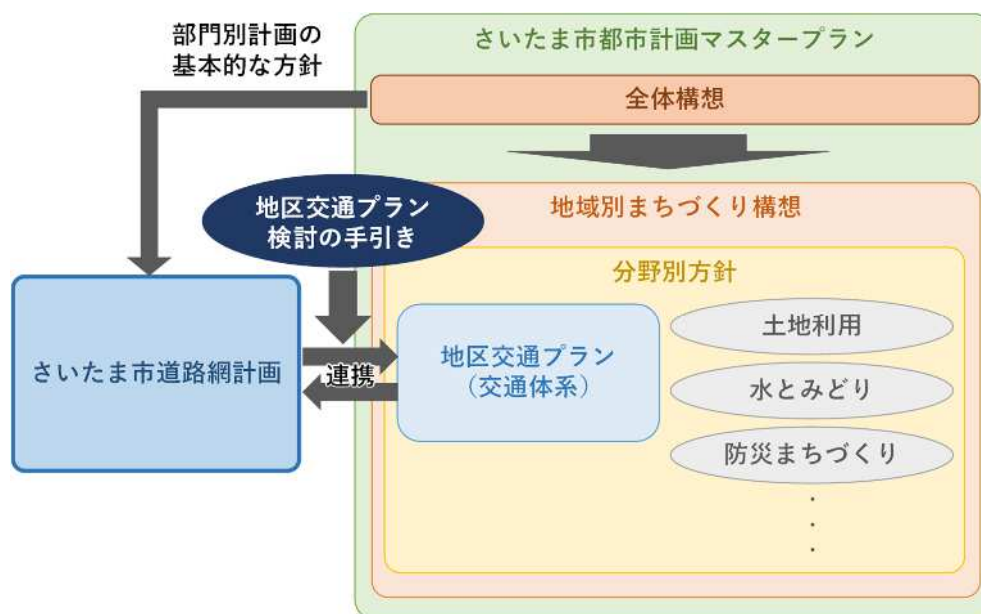 部門別計画の
基本的な方針
さいたま市都市計画マスタープラン
全体構想
地区交通プラン
検討の手引き
地域別まちづくり構想
分野別方針
さいたま市道路網計画
連携
地区交通プラン
（交通体系）
土地利用
水とみどり
防災まちづくり
・
・
・